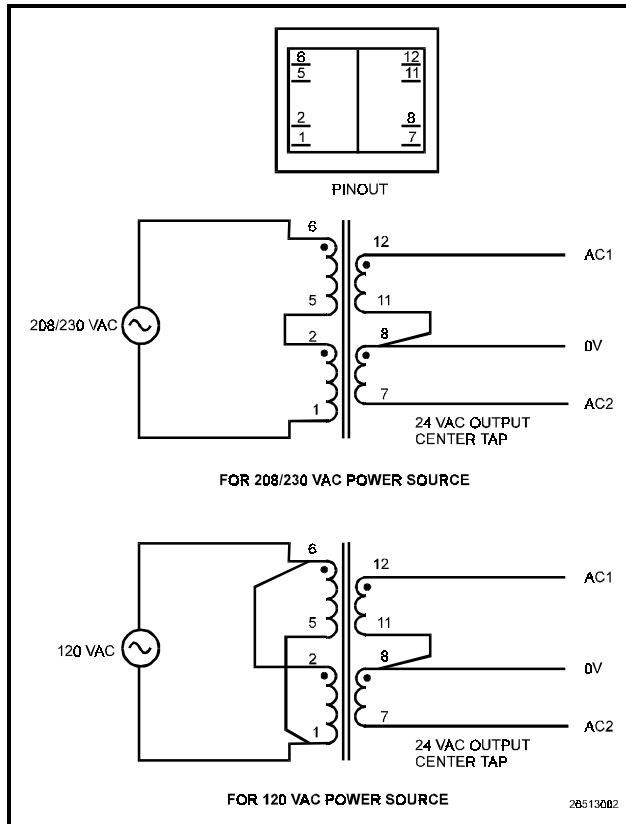 6 12
5 11
2 8
1 7
PINOUT
6
12
AC1
5
11
208/230 VAC
2
8
0V
1
7
AC2
24 VAC OUTPUT
CENTER TAP
FOR 208/230 VAC POWER SOURCE
6
12
AC1
5
11
120 VAC
2
8
0V
1
7
AC2
24 VAC OUTPUT
CENTER TAP
FOR 120 VAC POWER SOURCE